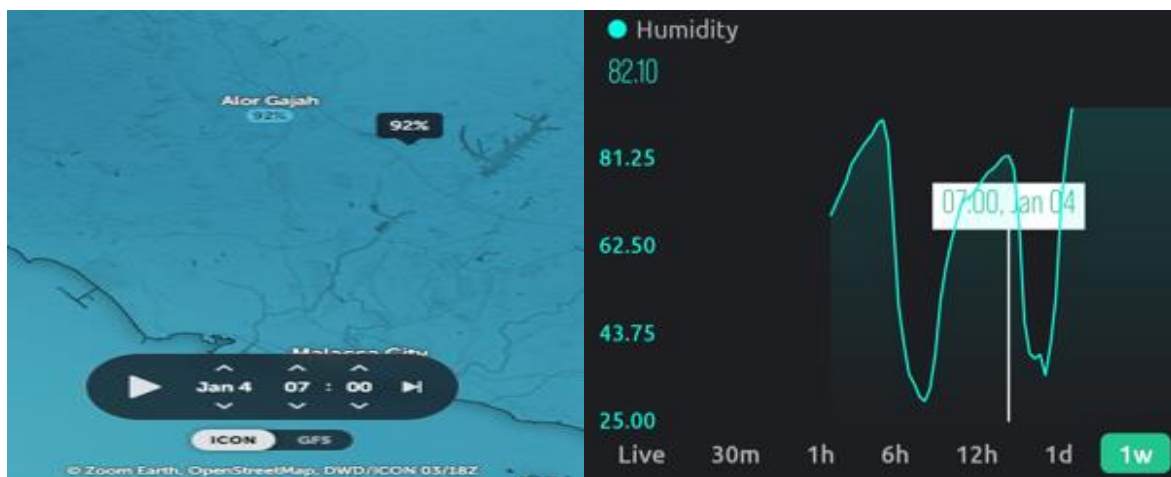 Alor Gajah
92%
92%
Malacca City
Jan 4 07 : 00
ICON GFS
© Zoom Earth, OpenStreetMap, DWD/ICON 03/18Z
Humidity
82.10
81.25
07:00, Jan 04
62.50
43.75
25.00
Live 30m 1h 6h 12h 1d 1w